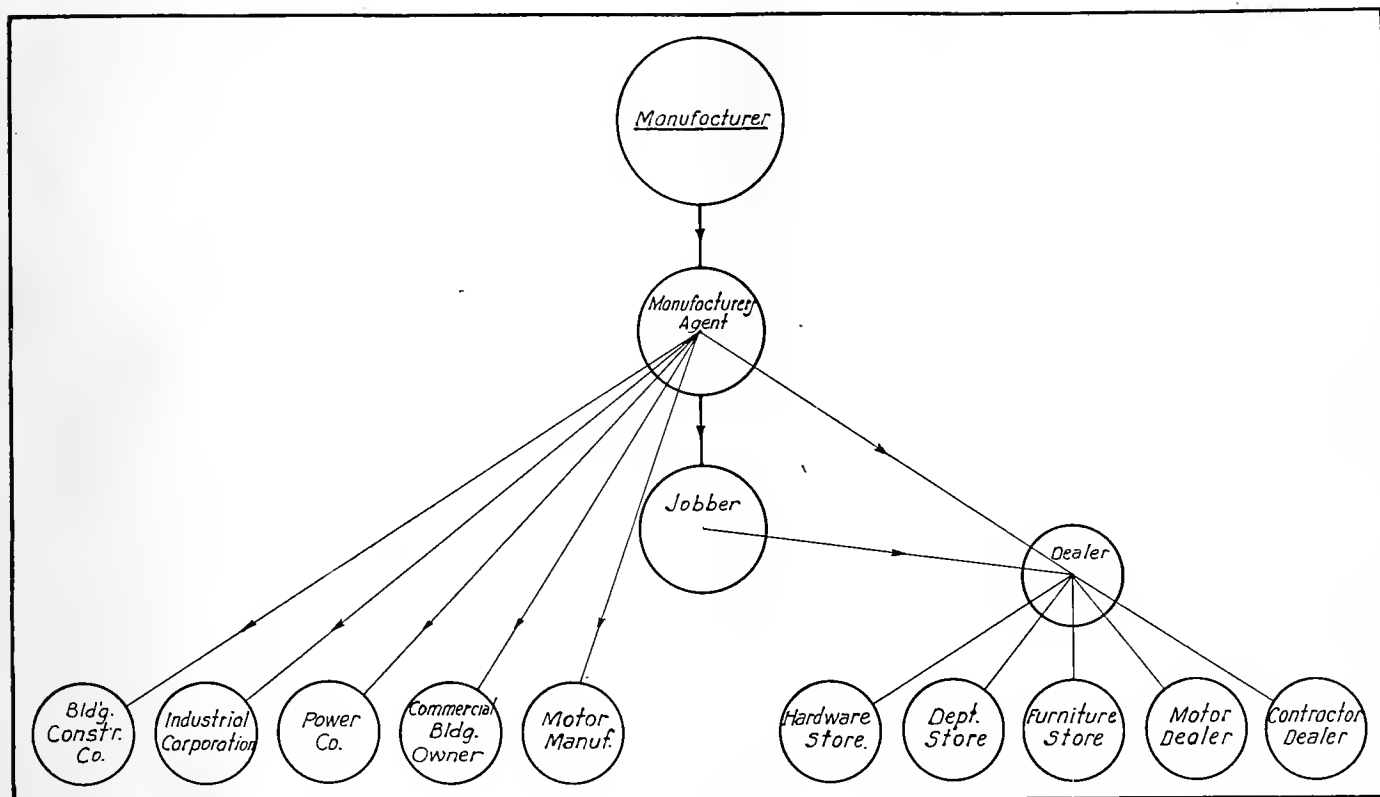 Manufacturer
Manufacturers
Agent
Jobber
Dealer
Bldg.
Constr.
Co.
Industrial
Corporation
Power
Co.
Commercial
Bldg.
Owner
Motor
Manuf.
Hardware
Store.
Dept.
Store
Furniture
Store
Motor
Dealer
Contractor
Dealer